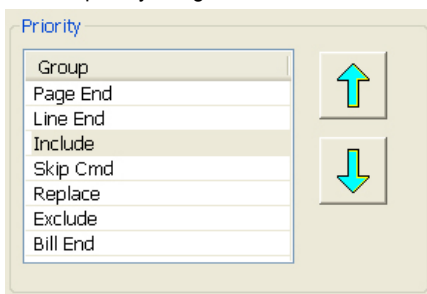 Priority
Group
Page End
Line End
Include
Skip Cmd
Replace
Exclude
Bill End